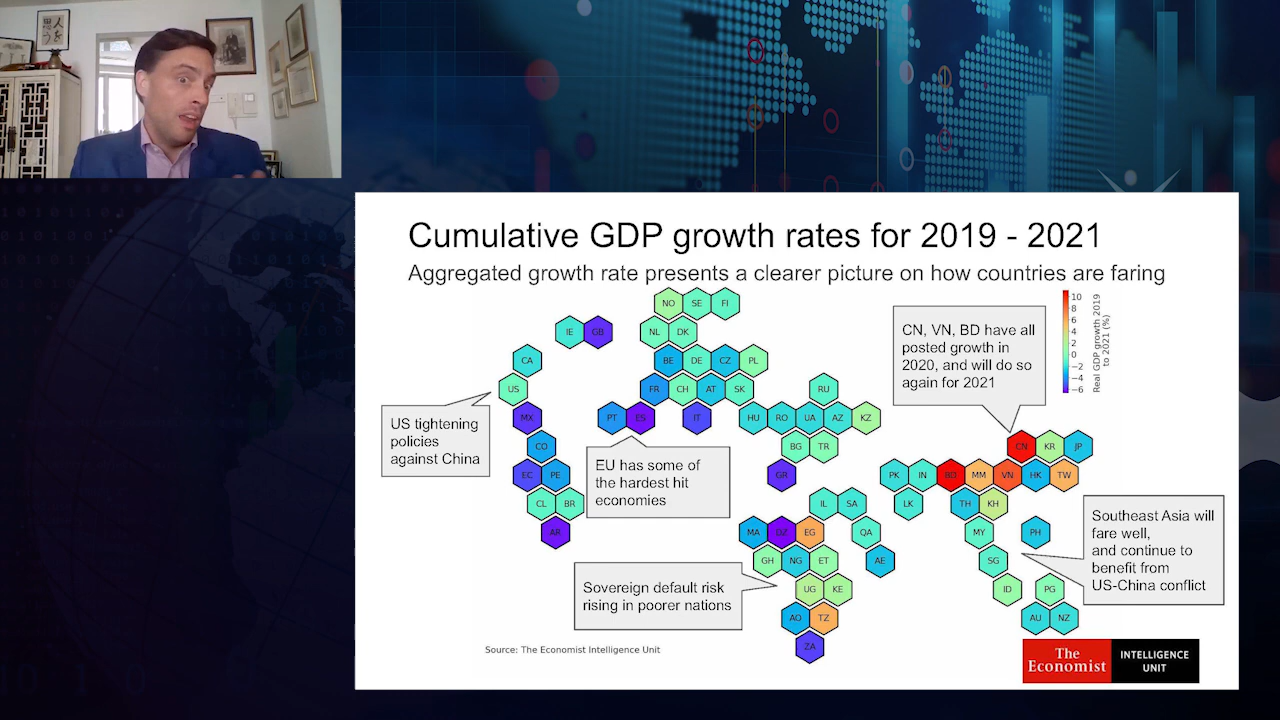 Cumulative GDP growth rates for 2019 - 2021
Aggregated growth rate presents a clearer picture on how countries are faring
NO SE FI
IE GB NL DK
CA BE DE CZ PL
US FR CH AT SK RU
MX PT ES IT HU RO UA AZ KZ
CO BG TR CN KR JP
EC PE GR PK IN BD MM VN HK TW
CL BR IL SA LK TH KH
AR MA DZ EG QA MY PH
GH NG ET AE SG
UG KE ID PG
AO TZ AU NZ
ZA
US tightening
policies
against China
EU has some of
the hardest hit
economies
Sovereign default risk
rising in poorer nations
CN, VN, BD have all
posted growth in
2020, and will do so
again for 2021
Southeast Asia will
fare well,
and continue to
benefit from
US-China conflict
10
8
6
4
2
0
−2
−4
−6
Real GDP growth 2019
to 2021 (%)
Source: The Economist Intelligence Unit
The
Economist
INTELLIGENCE
UNIT